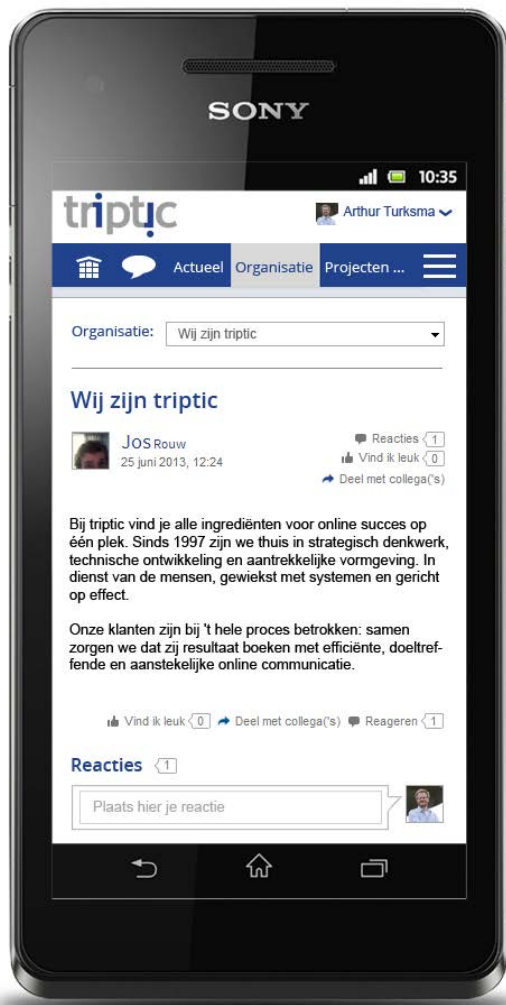 SONY
10:35
triptic
Arthur Turksma
Actueel Organisatie Projecten ...
Organisatie: Wij zijn triptic
Wij zijn triptic
Jos Rouw
25 juni 2013, 12:24
Reacties 1
Vind ik leuk 0
Deel met collega('s)
Bij triptic vind je alle ingrediënten voor online succes op
één plek. Sinds 1997 zijn we thuis in strategisch denkwerk,
technische ontwikkeling en aantrekkelijke vormgeving. In
dienst van de mensen, gewiekst met systemen en gericht
op effect.
Onze klanten zijn bij 't hele proces betrokken: samen
zorgen we dat zij resultaat boeken met efficiënte, doeltref-
fende en aanstekelijke online communicatie.
Vind ik leuk 0 Deel met collega('s) Reageren 1
Reacties 1
Plaats hier je reactie